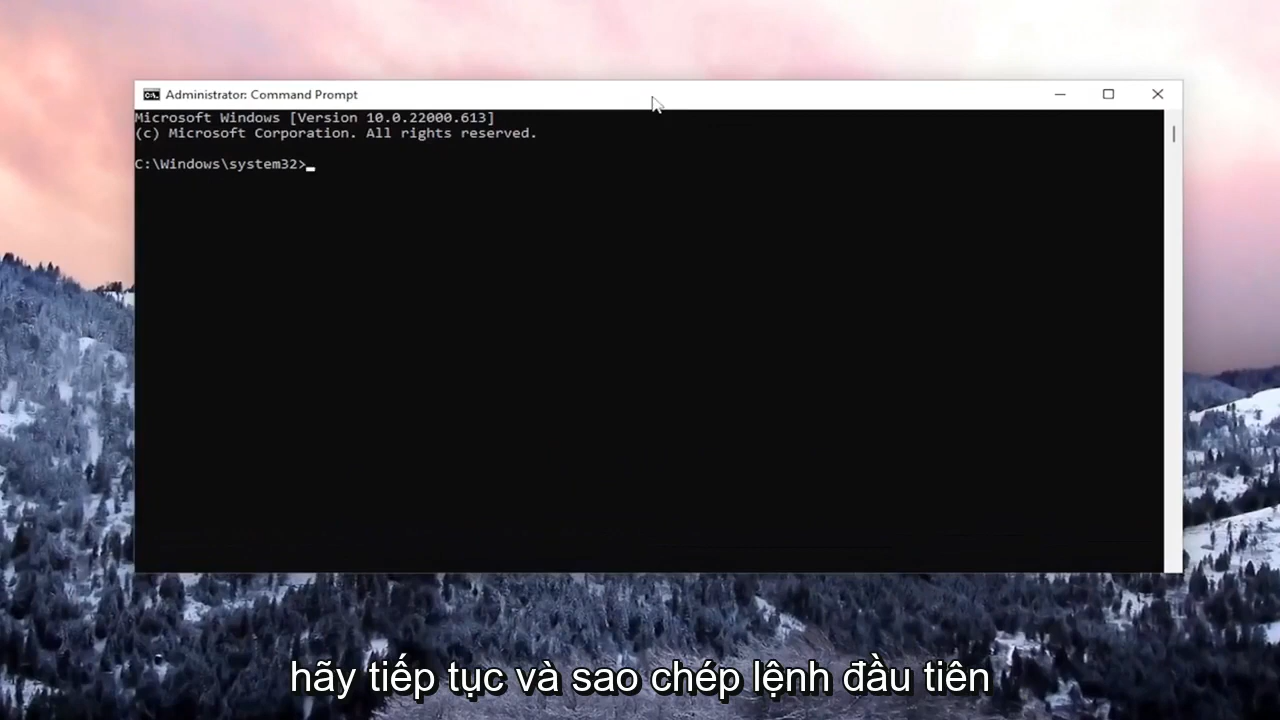 Administrator: Command Prompt
Microsoft Windows [Version 10.0.22000.613]
(c) Microsoft Corporation. All rights reserved.
C:\Windows\system32>
hãy tiếp tục và sao chép lệnh đầu tiên